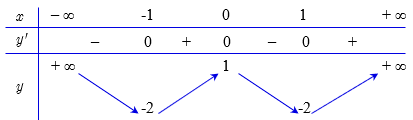 x −∞ -1 0 1 +∞
y′ − 0 + 0 − 0 +
+∞ 1 +∞
y
-2 -2